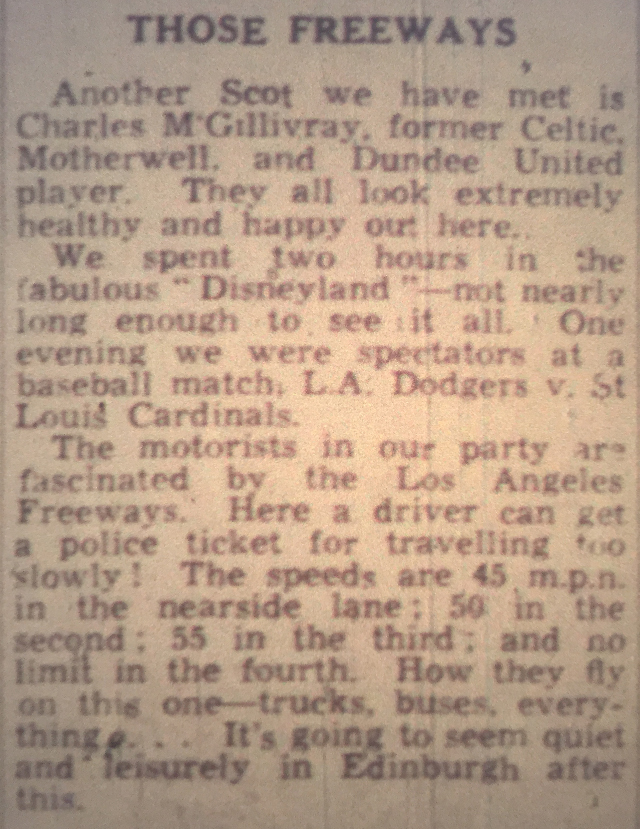 THOSE FREEWAYS
Another Scot we have met is
Charles M'Gillivray, former Celtic,
Motherwell, and Dundee United
player. They all look extremely
healthy and happy out here.
We spent two hours in the
fabulous "Disneyland"—not nearly
long enough to see it all. One
evening we were spectators at a
baseball match, L.A. Dodgers v. St
Louis Cardinals.
The motorists in our party are
fascinated by the Los Angeles
Freeways. Here a driver can get
a police ticket for travelling too
slowly! The speeds are 45 m.p.h.
in the nearside lane; 50 in the
second; 55 in the third; and no
limit in the fourth. How they fly
on this one—trucks, buses, every-
thing. . . . It's going to seem quiet
and leisurely in Edinburgh after
this.